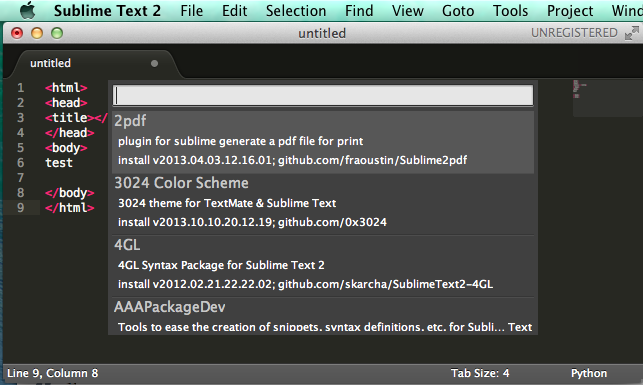 Sublime Text 2 File Edit Selection Find View Goto Tools Project Wind
untitled UNREGISTERED
untitled
1 <html>
2 <head>
3 <title></
4 </head>
5 <body>
6 test
7
8 </body>
9 </html>
2pdf
plugin for sublime generate a pdf file for print
install v2013.04.03.12.16.01; github.com/fraoustin/Sublime2pdf
3024 Color Scheme
3024 theme for TextMate & Sublime Text
install v2013.10.10.20.12.19; github.com/0x3024
4GL
4GL Syntax Package for Sublime Text 2
install v2012.02.21.22.22.02; github.com/skarcha/SublimeText2-4GL
AAAPackageDev
Tools to ease the creation of snippets, syntax definitions, etc. for Subli... Text
Line 9, Column 8 Tab Size: 4 Python